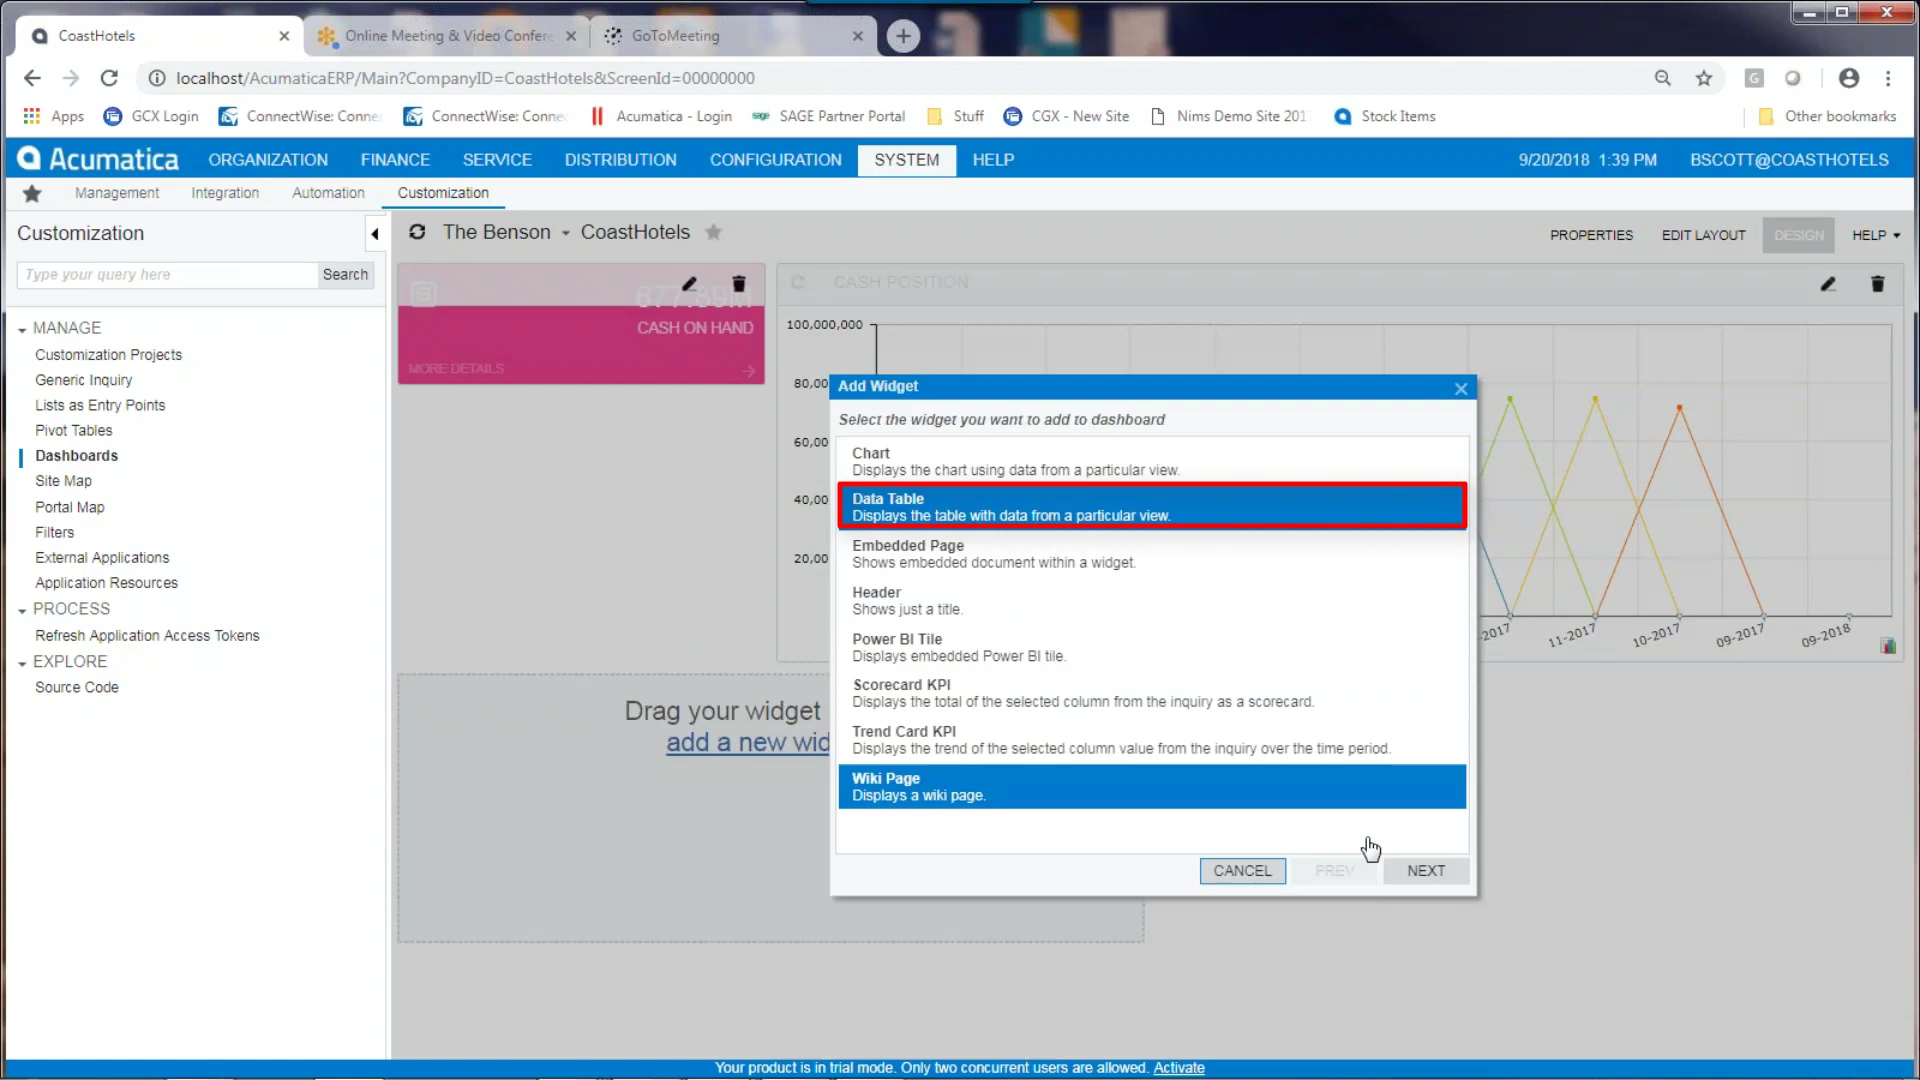 CoastHotels
Online Meeting & Video Confere
GoToMeeting
localhost/AcumaticaERP/Main?CompanyID=CoastHotels&ScreenId=00000000
Apps
GCX Login
ConnectWise: Conne
ConnectWise: Conne
Acumatica - Login
sage SAGE Partner Portal
Stuff
CGX - New Site
Nims Demo Site 201
Stock Items
Other bookmarks
Acumatica
ORGANIZATION
FINANCE
SERVICE
DISTRIBUTION
CONFIGURATION
SYSTEM
HELP
9/20/2018 1:39 PM
BSCOTT@COASTHOTELS
Management
Integration
Automation
Customization
Customization
Type your query here
Search
MANAGE
Customization Projects
Generic Inquiry
Lists as Entry Points
Pivot Tables
Dashboards
Site Map
Portal Map
Filters
External Applications
Application Resources
PROCESS
Refresh Application Access Tokens
EXPLORE
Source Code
The Benson
CoastHotels
PROPERTIES
EDIT LAYOUT
DESIGN
HELP
CASH ON HAND
MORE DETAILS
CASH POSITION
100,000,000
80,00
60,00
40,00
20,00
-2017
11-2017
10-2017
09-2017
09-2018
Drag your widget
add a new wid
Add Widget
Select the widget you want to add to dashboard
Chart
Displays the chart using data from a particular view.
Data Table
Displays the table with data from a particular view.
Embedded Page
Shows embedded document within a widget.
Header
Shows just a title.
Power BI Tile
Displays embedded Power BI tile.
Scorecard KPI
Displays the total of the selected column from the inquiry as a scorecard.
Trend Card KPI
Displays the trend of the selected column value from the inquiry over the time period.
Wiki Page
Displays a wiki page.
CANCEL
PREV
NEXT
Your product is in trial mode. Only two concurrent users are allowed. Activate